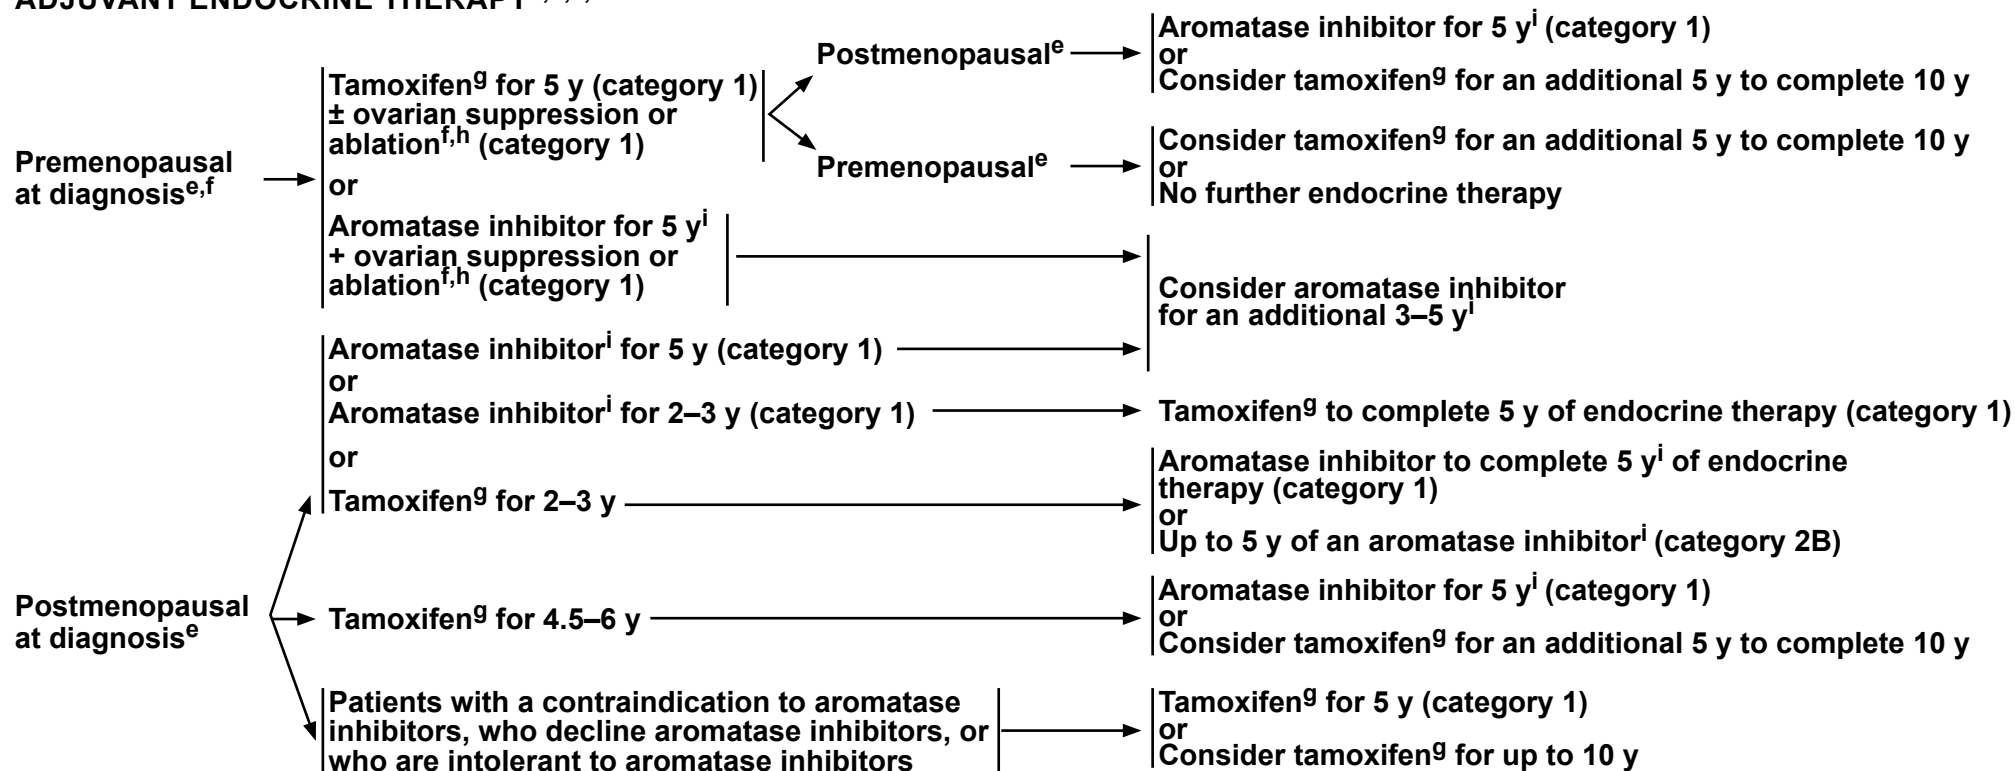 ADJUVANT ENDOCRINE THERAPY
Premenopausal
at diagnosis^e,f
Tamoxifen^g for 5 y (category 1)
± ovarian suppression or
ablation^f,h (category 1)
or
Aromatase inhibitor for 5 y^i
+ ovarian suppression or
ablation^f,h (category 1)
Postmenopausal^e
Aromatase inhibitor for 5 y^i (category 1)
or
Consider tamoxifen^g for an additional 5 y to complete 10 y
Premenopausal^e
Consider tamoxifen^g for an additional 5 y to complete 10 y
or
No further endocrine therapy
Consider aromatase inhibitor
for an additional 3–5 y^i
Postmenopausal
at diagnosis^e
Aromatase inhibitor^i for 5 y (category 1)
or
Aromatase inhibitor^i for 2–3 y (category 1)
or
Tamoxifen^g for 2–3 y
Tamoxifen^g to complete 5 y of endocrine therapy (category 1)
Aromatase inhibitor to complete 5 y^i of endocrine
therapy (category 1)
or
Up to 5 y of an aromatase inhibitor^i (category 2B)
Tamoxifen^g for 4.5–6 y
Aromatase inhibitor for 5 y^i (category 1)
or
Consider tamoxifen^g for an additional 5 y to complete 10 y
Patients with a contraindication to aromatase
inhibitors, who decline aromatase inhibitors, or
who are intolerant to aromatase inhibitors
Tamoxifen^g for 5 y (category 1)
or
Consider tamoxifen^g for up to 10 y